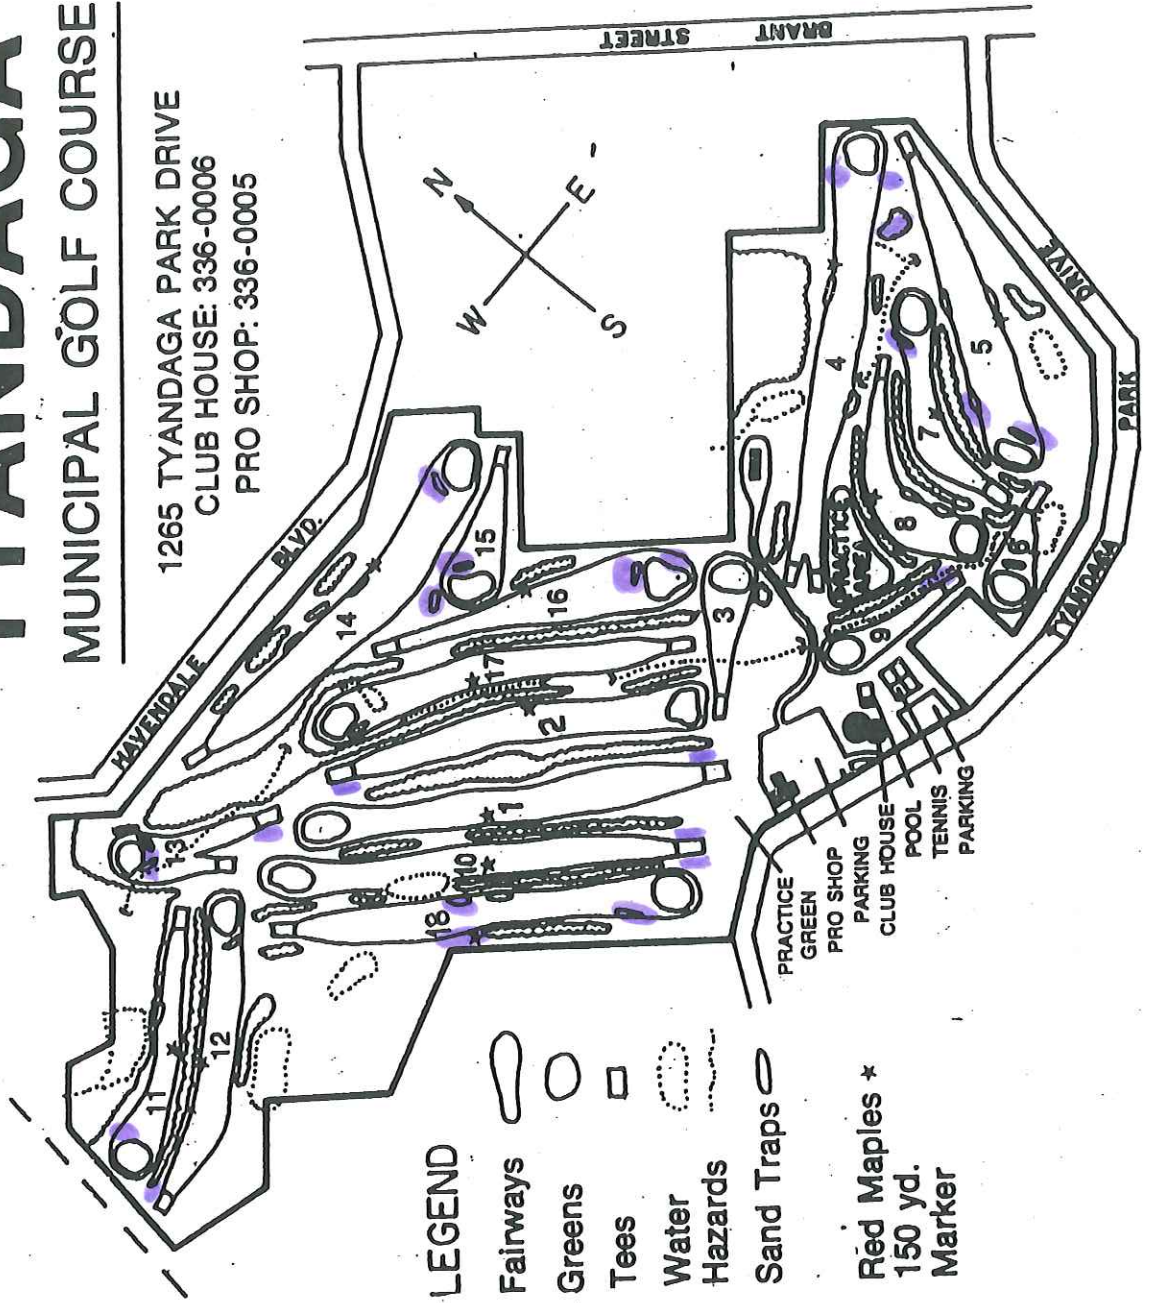 MUNICIPAL GOLF COURSE
1265 TYANDAGA PARK DRIVE
CLUB HOUSE: 336-0006
PRO SHOP: 336-0005
BRANT STREET
HAVENDALE BLVD.
TYANDAGA PARK DRIVE
N
E
S
W
1
2
3
4
5
6
7
8
9
10
11
12
13
14
15
16
17
18
PRACTICE
PRACTICE
GREEN
PRO SHOP
PARKING
CLUB HOUSE
POOL
TENNIS
PARKING
LEGEND
Fairways
Greens
Tees
Water
Hazards
Sand Traps
Red Maples
150 yd.
Marker